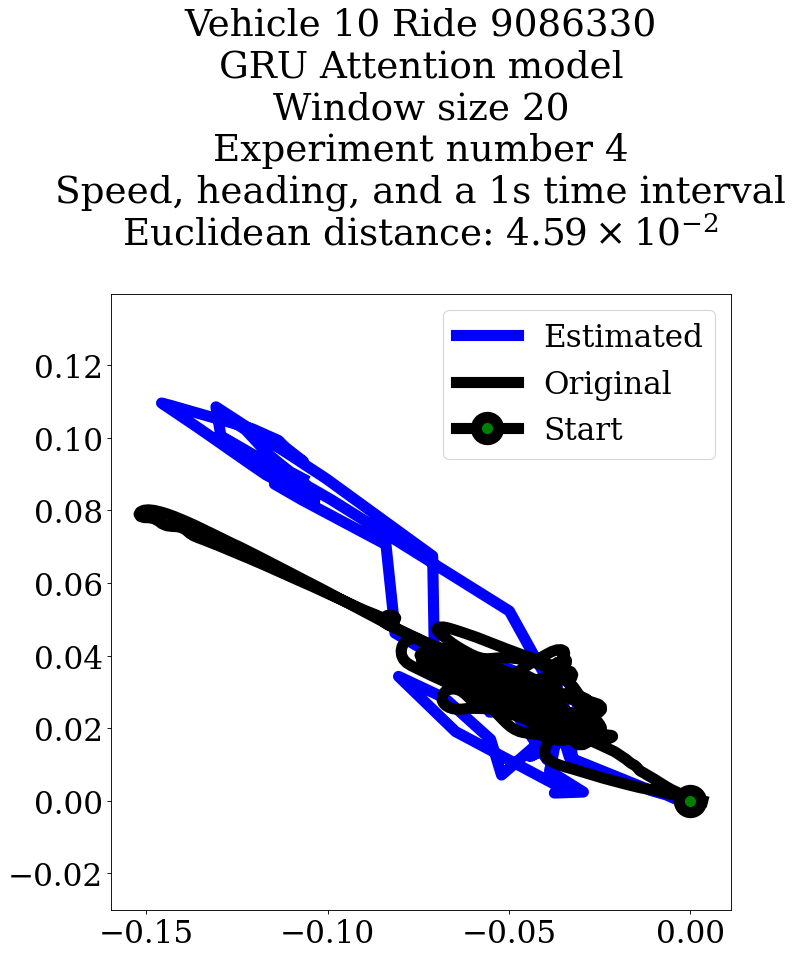 Vehicle 10 Ride 9086330
GRU Attention model
Window size 20
Experiment number 4
Speed, heading, and a 1s time interval
Euclidean distance: 4.59 × 10⁻²
Estimated
Original
Start
0.12
0.10
0.08
0.06
0.04
0.02
0.00
−0.02
−0.15
−0.10
−0.05
0.00